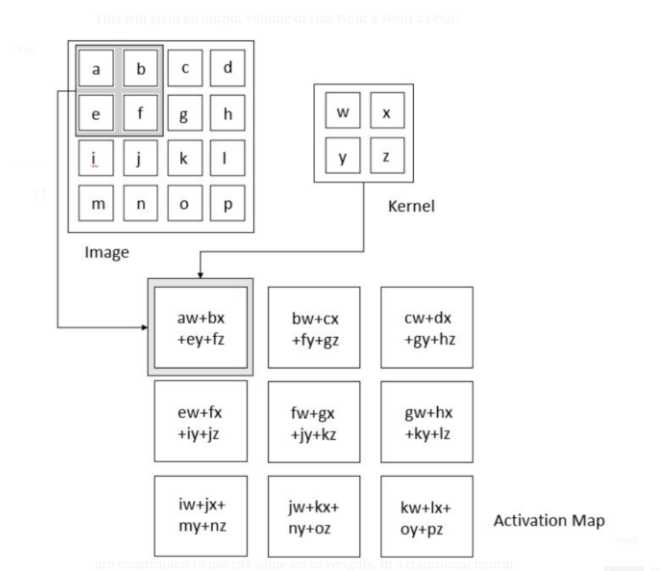 This will yield an output volume of size Wout x Wout x Dout.
a b c d
e f g h
i j k l
m n o p
Image
w x
y z
Kernel
aw+bx
+ey+fz
bw+cx
+fy+gz
cw+dx
+gy+hz
ew+fx
+iy+jz
fw+gx
+jy+kz
gw+hx
+ky+lz
iw+jx+
my+nz
jw+kx+
ny+oz
kw+lx+
oy+pz
Activation Map
are constrained to use the same set of weights. In a traditional neural